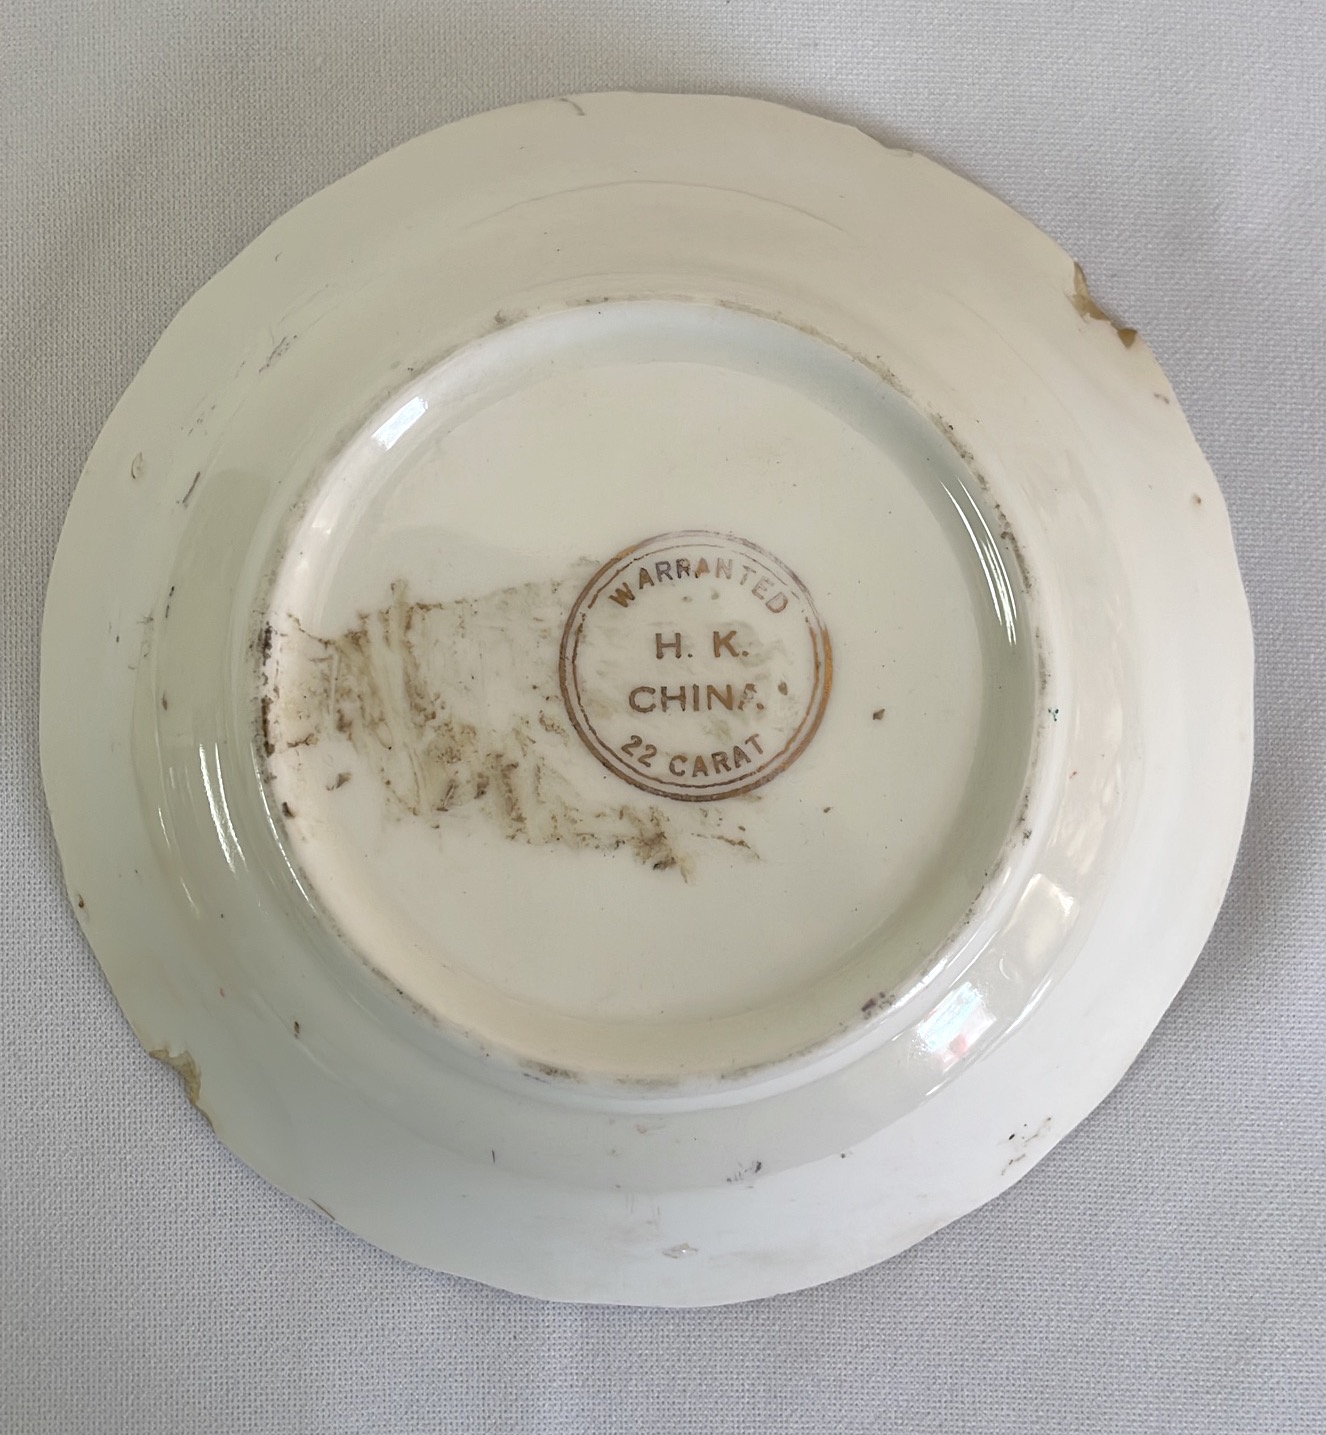 WARRANTED
H. K.
CHINA
22 CARAT